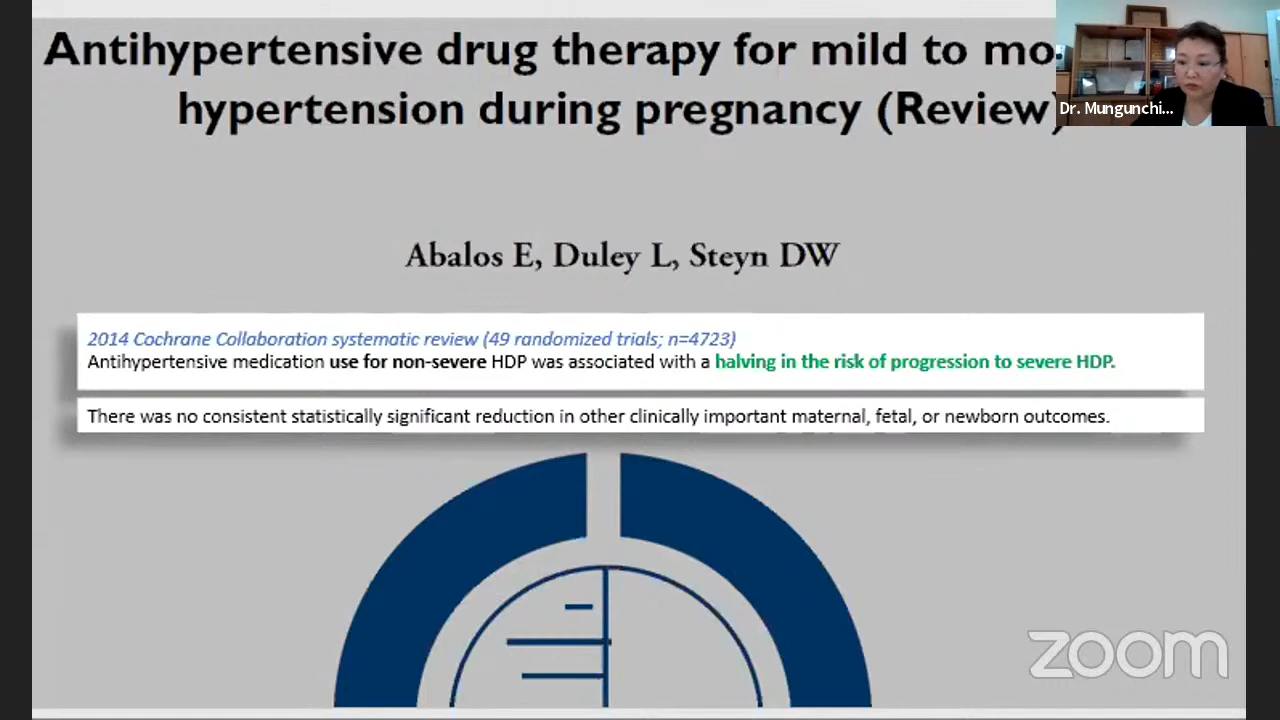 Antihypertensive drug therapy for mild to mo
hypertension during pregnancy (Review)
Dr. Mungunchi...
Abalos E, Duley L, Steyn DW
2014 Cochrane Collaboration systematic review (49 randomized trials; n=4723)
Antihypertensive medication use for non-severe HDP was associated with a halving in the risk of progression to severe HDP.
There was no consistent statistically significant reduction in other clinically important maternal, fetal, or newborn outcomes.
zoom